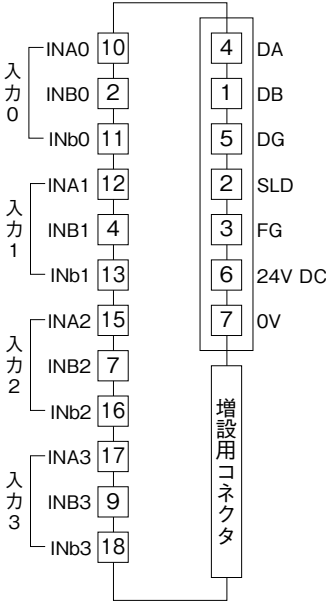 入力0
INA0 10
INB0 2
INb0 11
入力1
INA1 12
INB1 4
INb1 13
入力2
INA2 15
INB2 7
INb2 16
入力3
INA3 17
INB3 9
INb3 18
4 DA
1 DB
5 DG
2 SLD
3 FG
6 24V DC
7 0V
増設用コネクタ